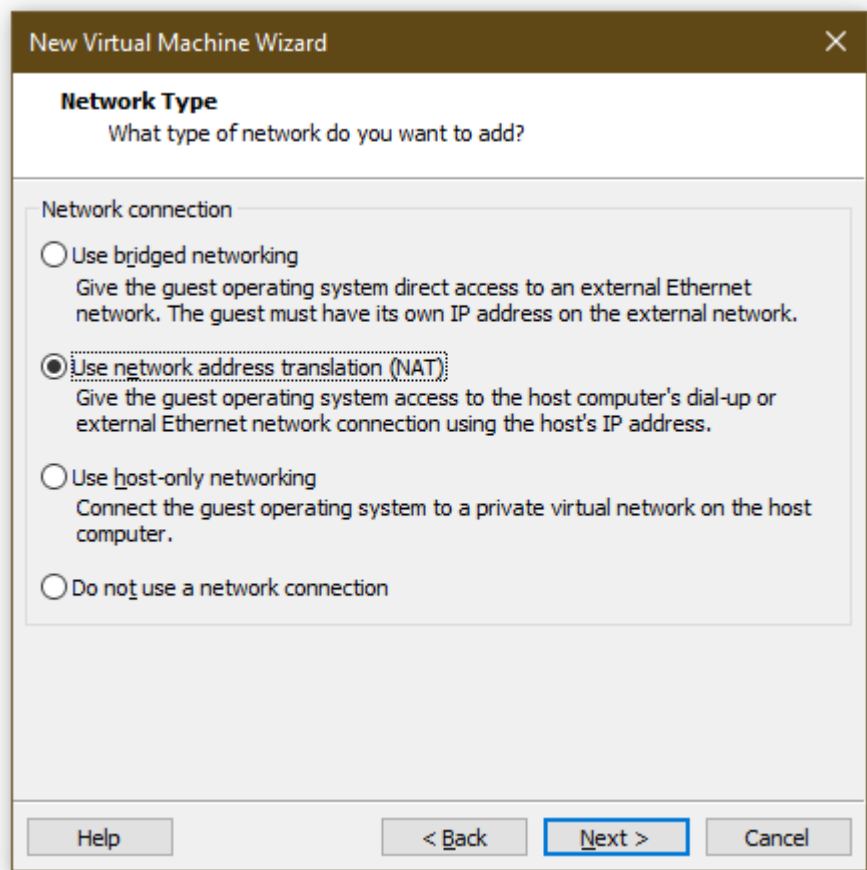 New Virtual Machine Wizard
Network Type
What type of network do you want to add?
Network connection
Use bridged networking
Give the guest operating system direct access to an external Ethernet
network. The guest must have its own IP address on the external network.
Use network address translation (NAT)
Give the guest operating system access to the host computer's dial-up or
external Ethernet network connection using the host's IP address.
Use host-only networking
Connect the guest operating system to a private virtual network on the host
computer.
Do not use a network connection
Help
< Back
Next >
Cancel